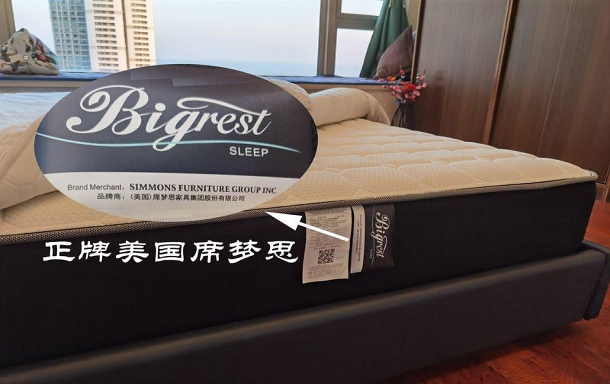 Bigrest
SLEEP
Brand Merchant: SIMMONS FURNITURE GROUP INC
品牌商:(美国)席梦思家具集团股份有限公司
正牌美国席梦思
Bigrest